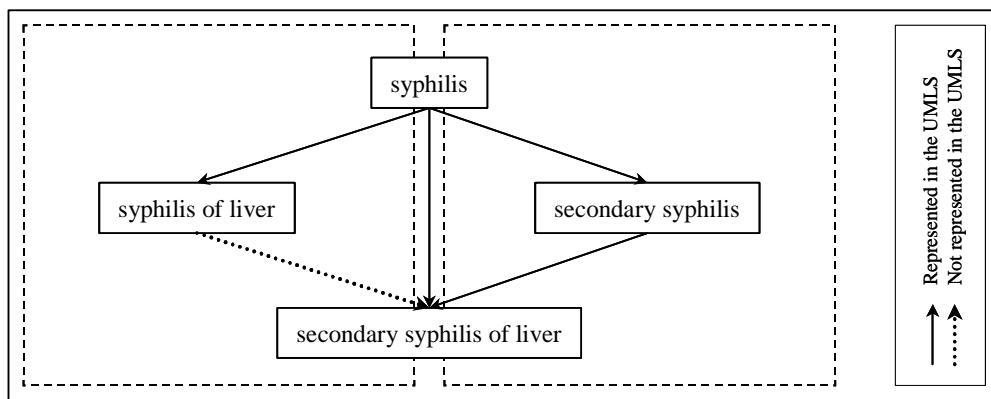 syphilis
syphilis of liver
secondary syphilis
secondary syphilis of liver
Represented in the UMLS
Not represented in the UMLS